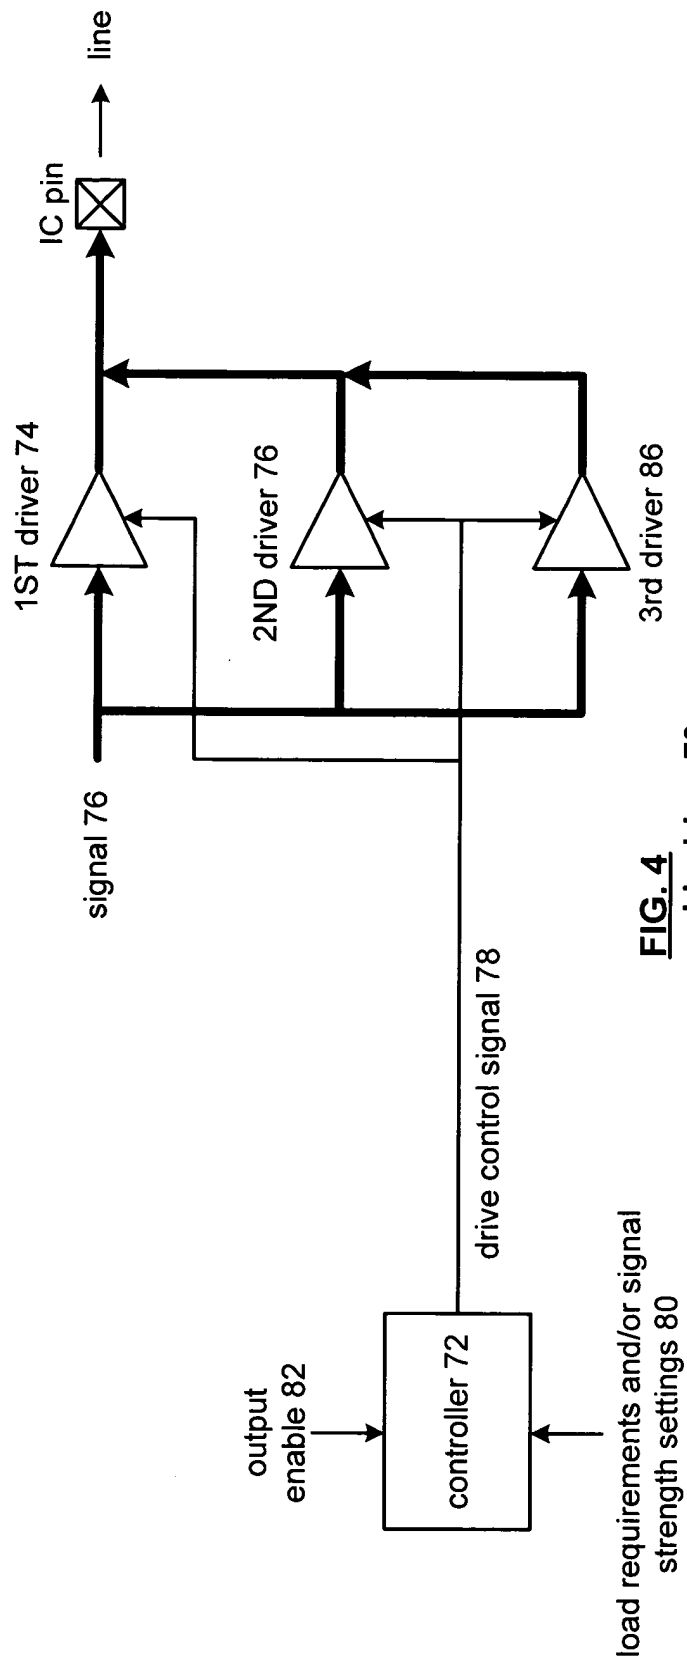 line
IC pin
1ST driver 74
2ND driver 76
3rd driver 86
signal 76
drive control signal 78
output
enable 82
controller 72
load requirements and/or signal
strength settings 80
FIG. 4